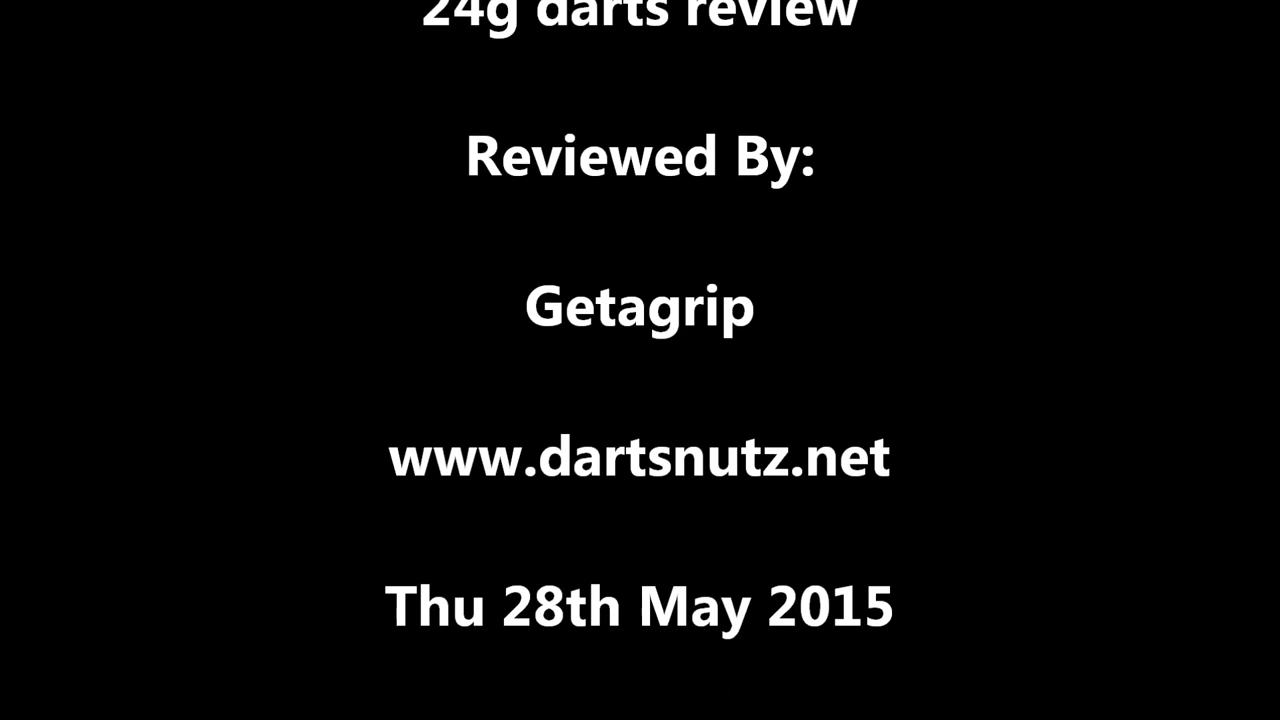 24g darts review
Reviewed By:
Getagrip
www.dartsnutz.net
Thu 28th May 2015